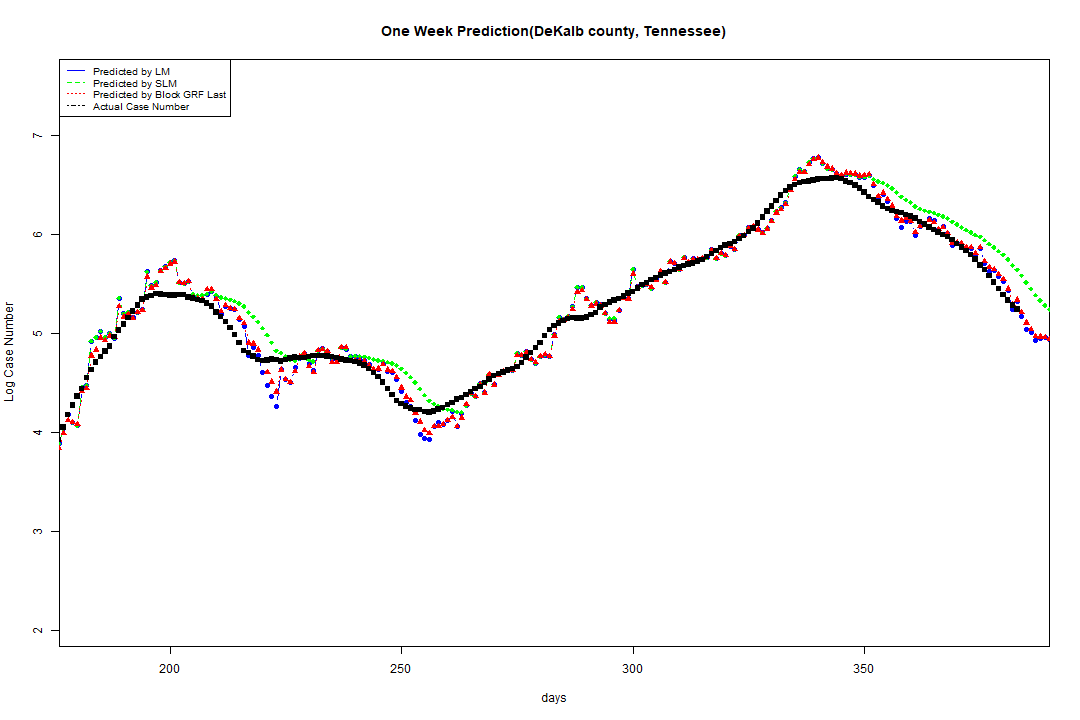 One Week Prediction(DeKalb county, Tennessee)
Predicted by LM
Predicted by SLM
Predicted by Block GRF Last
Actual Case Number
7
6
5
4
3
2
Log Case Number
200 250 300 350
days